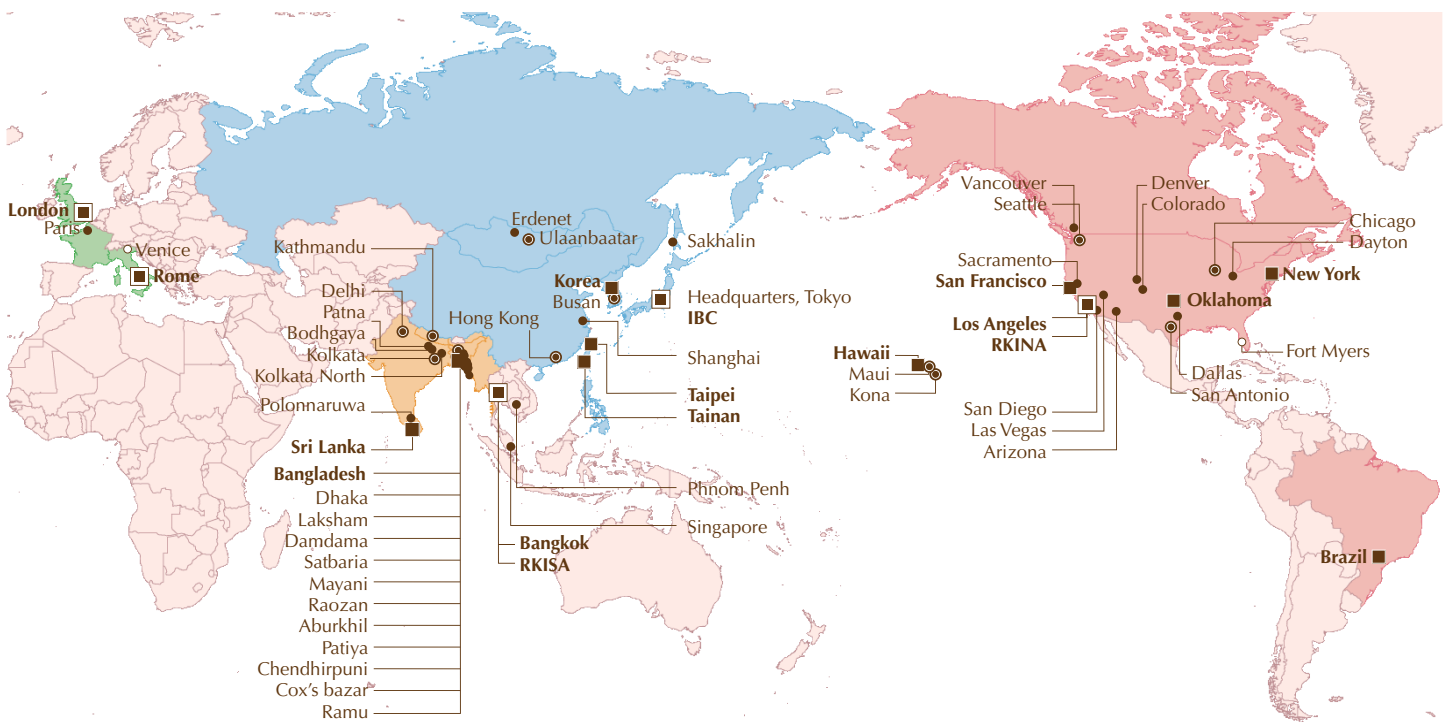 London
Paris
Venice
Rome
Kathmandu
Delhi
Patna
Bodhgaya
Kolkata
Kolkata North
Polonnaruwa
Sri Lanka
Bangladesh
Dhaka
Laksham
Damdama
Satbaria
Mayani
Raozan
Aburkhil
Patiya
Chendhirpuni
Cox's bazar
Ramu
Erdenet
Ulaanbaatar
Sakhalin
Korea
Busan
Headquarters, Tokyo
IBC
Hong Kong
Shanghai
Taipei
Tainan
Phnom Penh
Singapore
Bangkok
RKISA
Hawaii
Maui
Kona
Vancouver
Seattle
Sacramento
San Francisco
Los Angeles
RKINA
San Diego
Las Vegas
Arizona
Denver
Colorado
Chicago
Dayton
New York
Oklahoma
Fort Myers
Dallas
San Antonio
Brazil